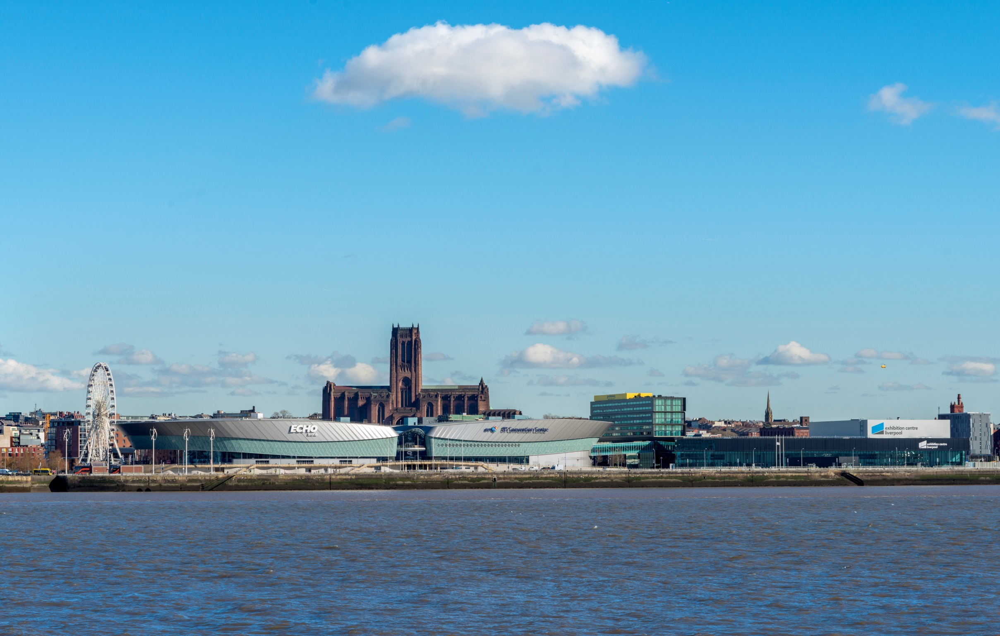 ECHO
arena
BT Convention Centre
exhibition centre
liverpool
exhibition centre
liverpool